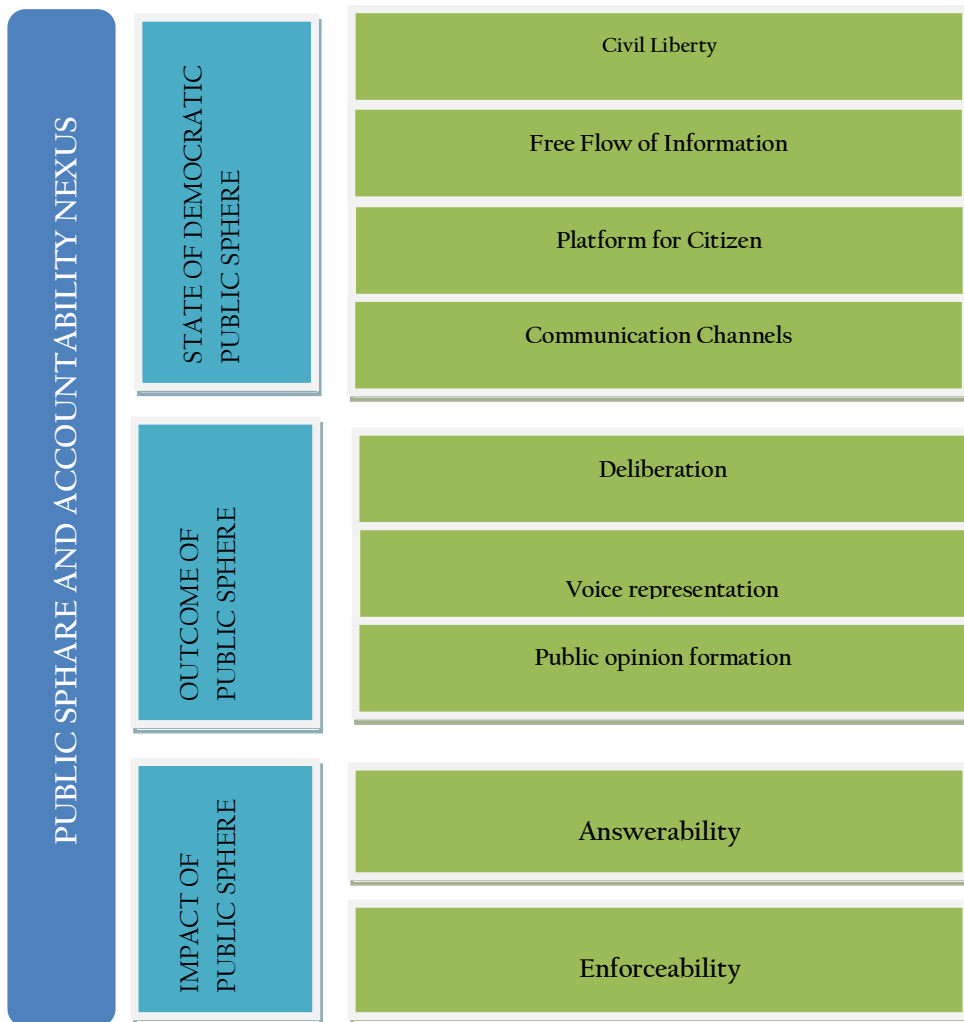 PUBLIC SPHARE AND ACCOUNTABILITY NEXUS
STATE OF DEMOCRATIC
PUBLIC SPHERE
Civil Liberty
Free Flow of Information
Platform for Citizen
Communication Channels
OUTCOME OF
PUBLIC SPHERE
Deliberation
Voice representation
Public opinion formation
IMPACT OF
PUBLIC SPHERE
Answerability
Enforceability